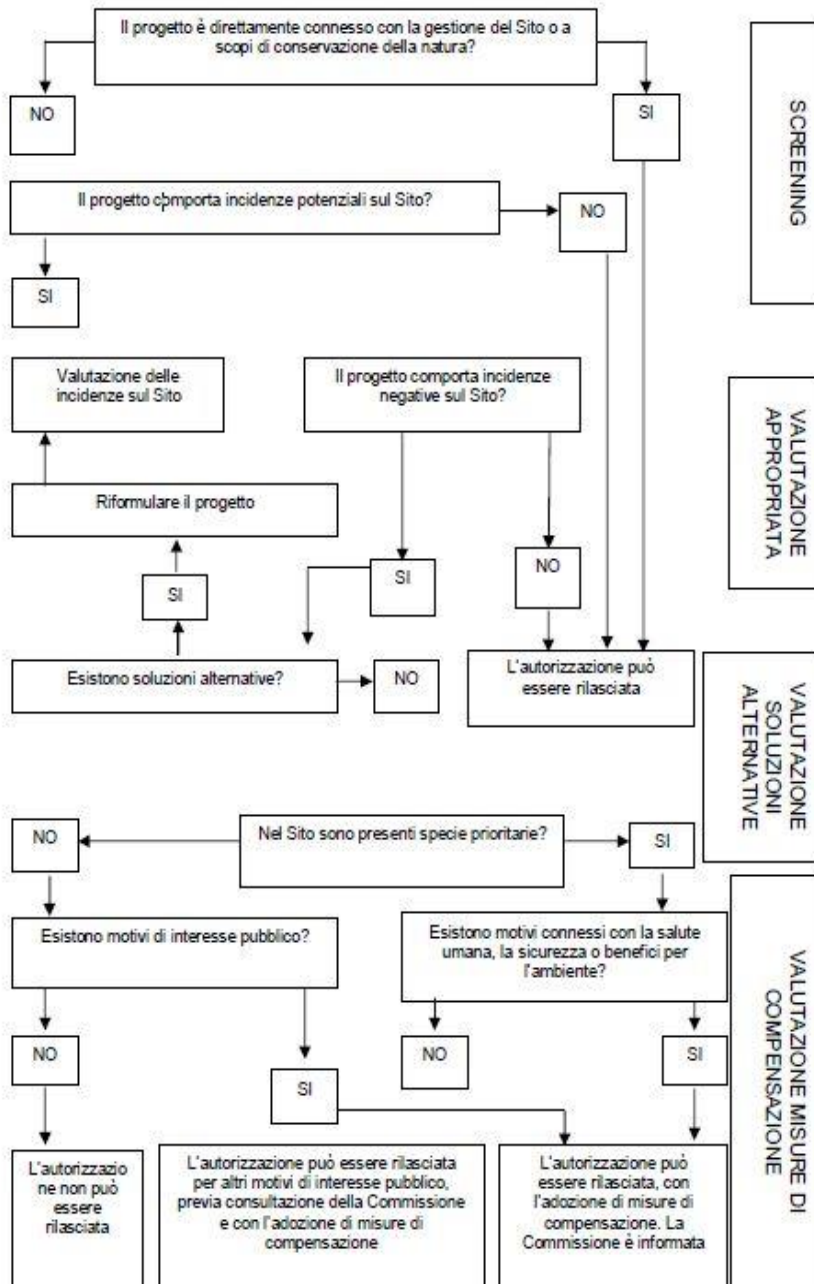 Il progetto è direttamente connesso con la gestione del Sito o a
scopi di conservazione della natura?
NO
SI
SCREENING
Il progetto comporta incidenze potenziali sul Sito?
NO
SI
Valutazione delle
incidenze sul Sito
Il progetto comporta incidenze
negative sul Sito?
VALUTAZIONE
APPROPRIATA
Riformulare il progetto
SI
SI
NO
Esistono soluzioni alternative?
NO
L'autorizzazione può
essere rilasciata
VALUTAZIONE
SOLUZIONI
ALTERNATIVE
NO
Nel Sito sono presenti specie prioritarie?
SI
Esistono motivi di interesse pubblico?
Esistono motivi connessi con la salute
umana, la sicurezza o benefici per
l'ambiente?
VALUTAZIONE MISURE DI
COMPENSAZIONE
NO
SI
NO
SI
L'autorizzazio
ne non può
essere
rilasciata
L'autorizzazione può essere rilasciata
per altri motivi di interesse pubblico,
previa consultazione della Commissione
e con l'adozione di misure di
compensazione
L'autorizzazione può
essere rilasciata, con
l'adozione di misure di
compensazione. La
Commissione è informata